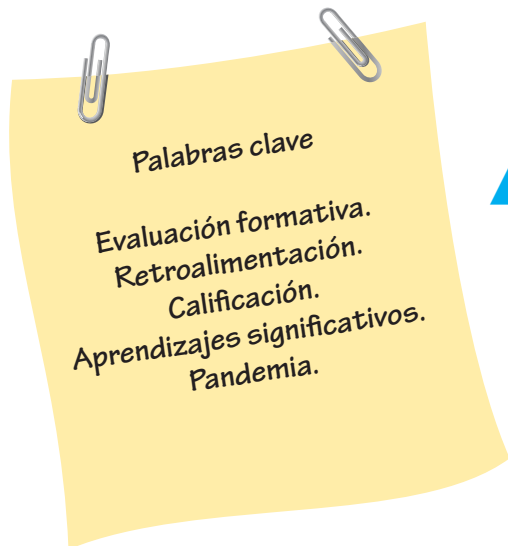 Palabras clave
Evaluación formativa.
Retroalimentación.
Calificación.
Aprendizajes significativos.
Pandemia.